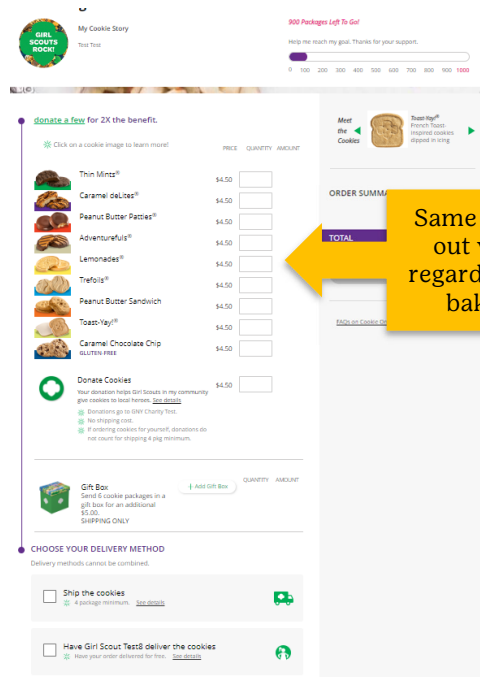 GIRL
SCOUTS
ROCK!
My Cookie Story
Test Test
900 Packages Left To Go!
Help me reach my goal. Thanks for your support.
0 100 200 300 400 500 600 700 800 900 1000
donate a few for 2X the benefit.
Click on a cookie image to learn more!
PRICE QUANTITY AMOUNT
Thin Mints®
$4.50
Caramel deLites®
$4.50
Peanut Butter Patties®
$4.50
Adventurefuls®
$4.50
Lemonades®
$4.50
Trefoils®
$4.50
Peanut Butter Sandwich
$4.50
Toast-Yay!®
$4.50
Caramel Chocolate Chip
GLUTEN-FREE
$4.50
Donate Cookies
$4.50
Your donation helps Girl Scouts in my community
give cookies to local heroes. See details
Donations go to GNY Charity Test.
No shipping cost.
If ordering cookies for yourself, donations do
not count for shipping 4 pkg minimum.
QUANTITY AMOUNT
Gift Box
+ Add Gift Box
Send 6 cookie packages in a
gift box for an additional
$5.00.
SHIPPING ONLY
CHOOSE YOUR DELIVERY METHOD
Delivery methods cannot be combined.
Ship the cookies
4 package minimum. See details
Have Girl Scout Test8 deliver the cookies
Have your order delivered for free. See details
Meet
the
Cookies
Toast-Yay!®
French Toast-
inspired cookies
dipped in icing
ORDER SUMMA
TOTAL
FAQs on Cookie
Same
out
regard
bak